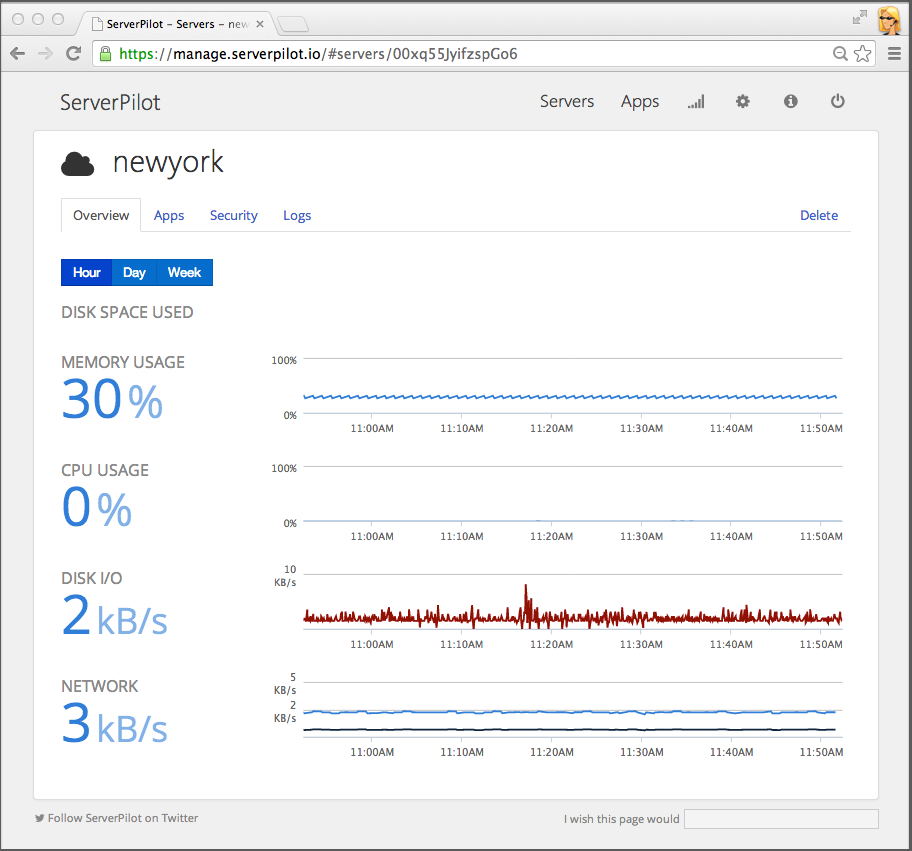 ServerPilot – Servers – new
https://manage.serverpilot.io/#servers/00xq55JyifzspGo6
ServerPilot
Servers Apps
newyork
Overview Apps Security Logs Delete
Hour Day Week
DISK SPACE USED
MEMORY USAGE
30 %
100%
0%
11:00AM 11:10AM 11:20AM 11:30AM 11:40AM 11:50AM
CPU USAGE
0 %
100%
0%
11:00AM 11:10AM 11:20AM 11:30AM 11:40AM 11:50AM
DISK I/O
2 kB/s
10
KB/s
11:00AM 11:10AM 11:20AM 11:30AM 11:40AM 11:50AM
NETWORK
3 kB/s
5
KB/s
2
KB/s
11:00AM 11:10AM 11:20AM 11:30AM 11:40AM 11:50AM
Follow ServerPilot on Twitter
I wish this page would